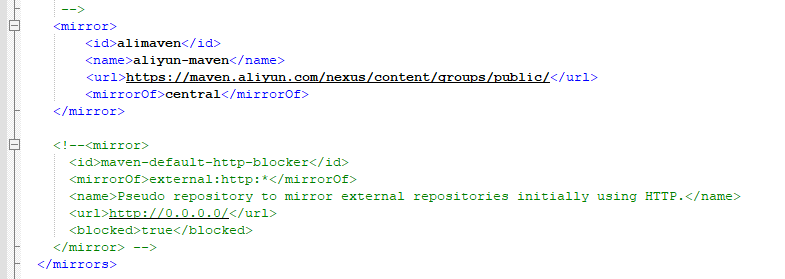 -->
<mirror>
<id>alimaven</id>
<name>aliyun-maven</name>
<url>https://maven.aliyun.com/nexus/content/groups/public/</url>
<mirrorOf>central</mirrorOf>
</mirror>
<!--<mirror>
<id>maven-default-http-blocker</id>
<mirrorOf>external:http:*</mirrorOf>
<name>Pseudo repository to mirror external repositories initially using HTTP.</name>
<url>http://0.0.0.0/</url>
<blocked>true</blocked>
</mirror> -->
</mirrors>